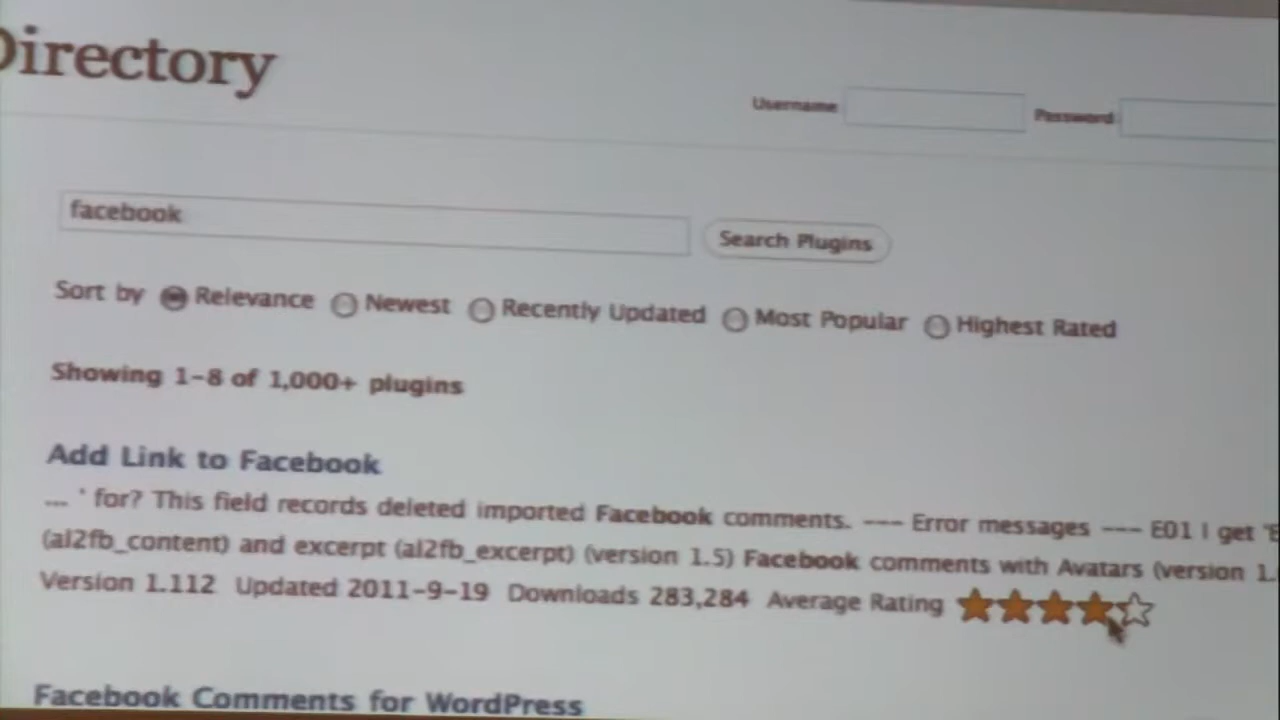 Directory
Username Password
facebook Search Plugins
Sort by Relevance Newest Recently Updated Most Popular Highest Rated
Showing 1–8 of 1,000+ plugins
Add Link to Facebook
... ' for? This field records deleted imported Facebook comments. --- Error messages --- E01 I get
(al2fb_content) and excerpt (al2fb_excerpt) (version 1.5) Facebook comments with Avatars (version 1.
Version 1.112 Updated 2011-9-19 Downloads 283,284 Average Rating
Facebook Comments for WordPress